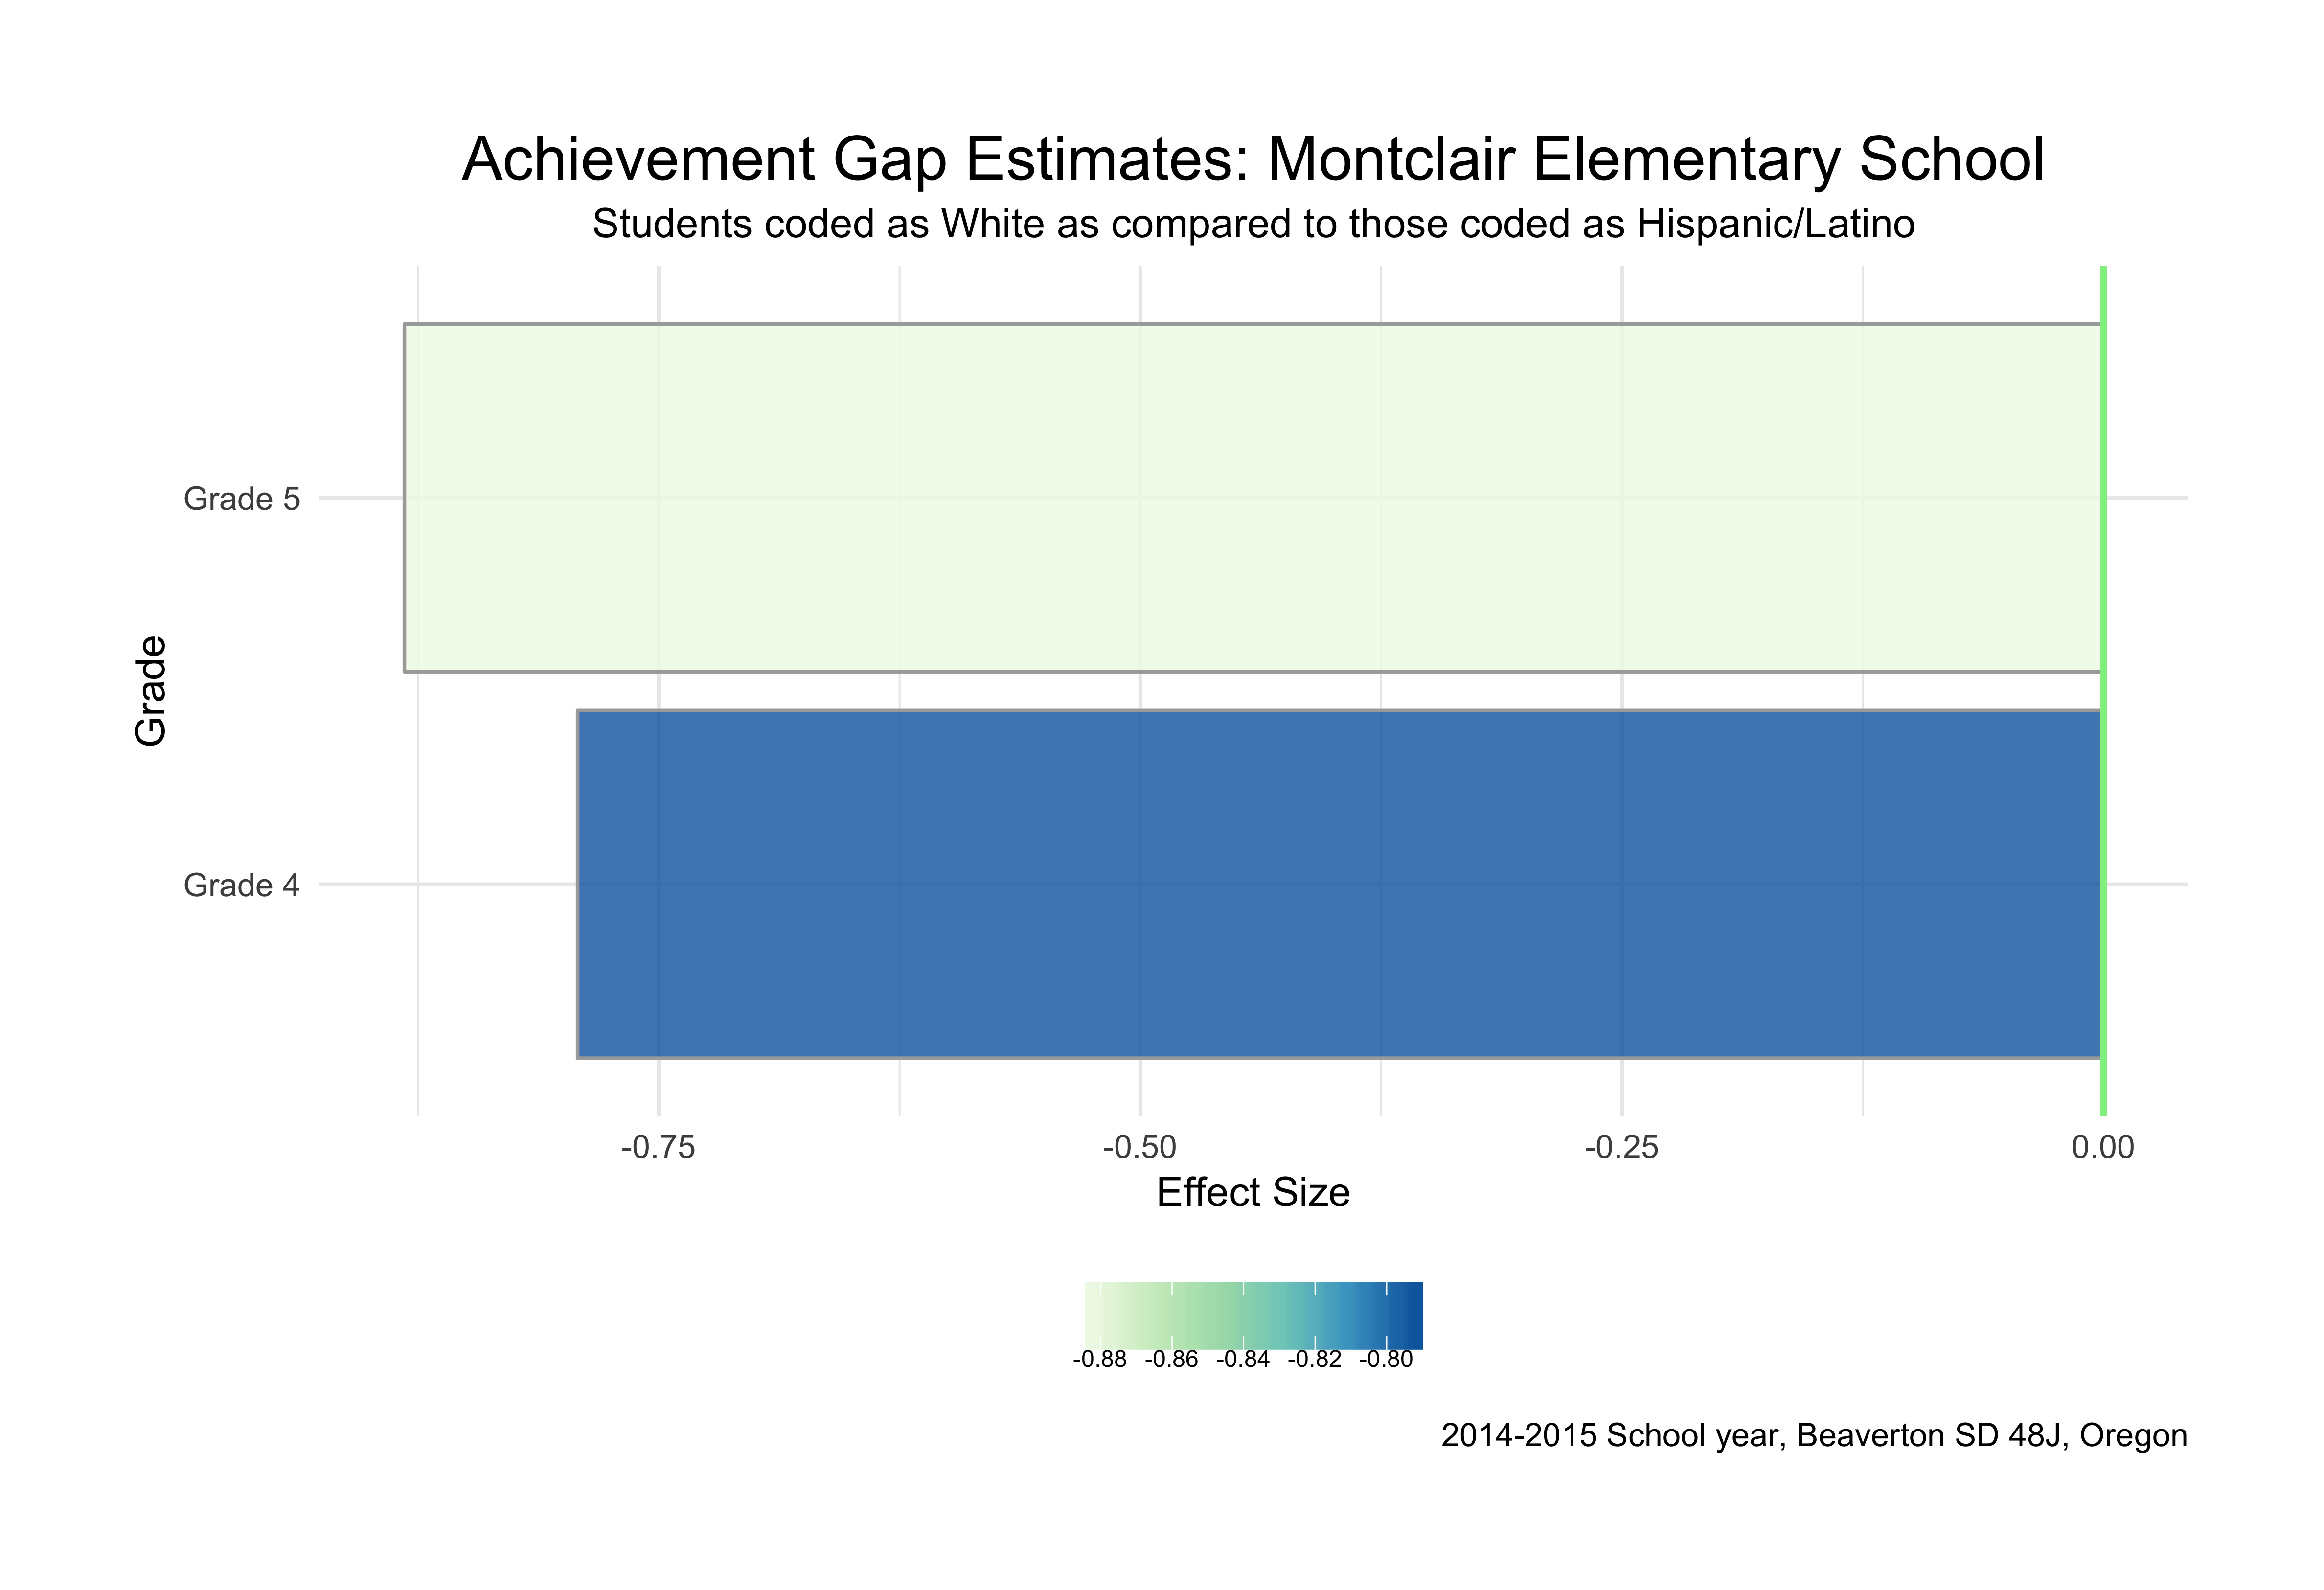 Achievement Gap Estimates: Montclair Elementary School
Students coded as White as compared to those coded as Hispanic/Latino
Grade
Grade 5
Grade 4
-0.75 -0.50 -0.25 0.00
Effect Size
-0.88 -0.86 -0.84 -0.82 -0.80
2014-2015 School year, Beaverton SD 48J, Oregon